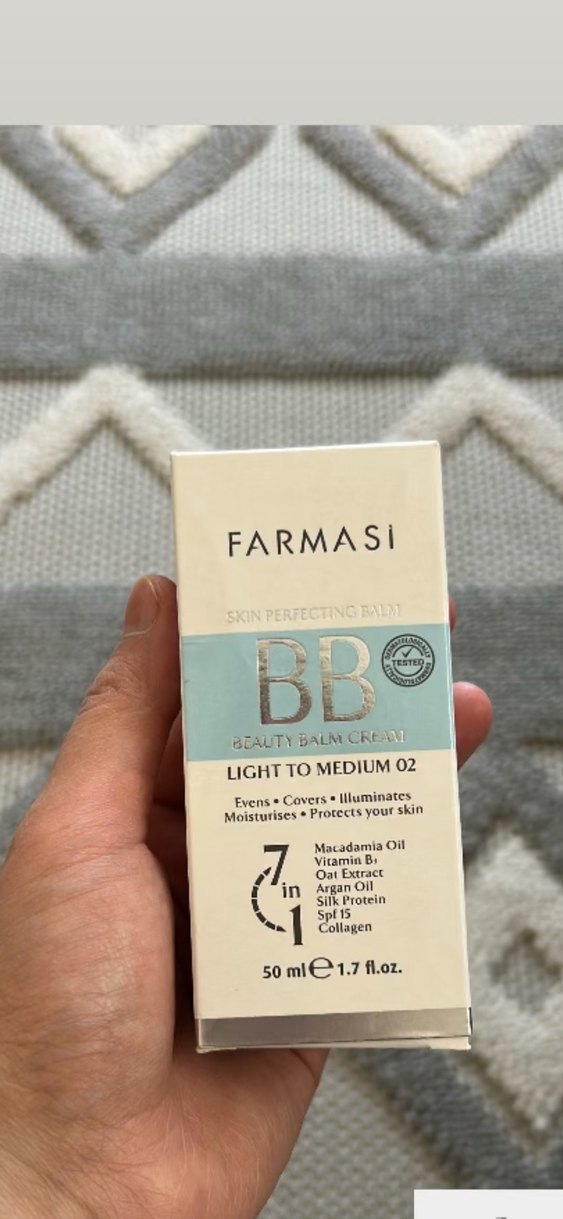 FARMASi
SKIN PERFECTING BALM
BB
DERMATOLOGICALLY
TESTED
BEAUTY BALM CREAM
LIGHT TO MEDIUM 02
Evens • Covers • Illuminates
Moisturises • Protects your skin
7 in 1
Macadamia Oil
Vitamin B₃
Oat Extract
Argan Oil
Silk Protein
Spf 15
Collagen
50 ml ℮ 1.7 fl.oz.